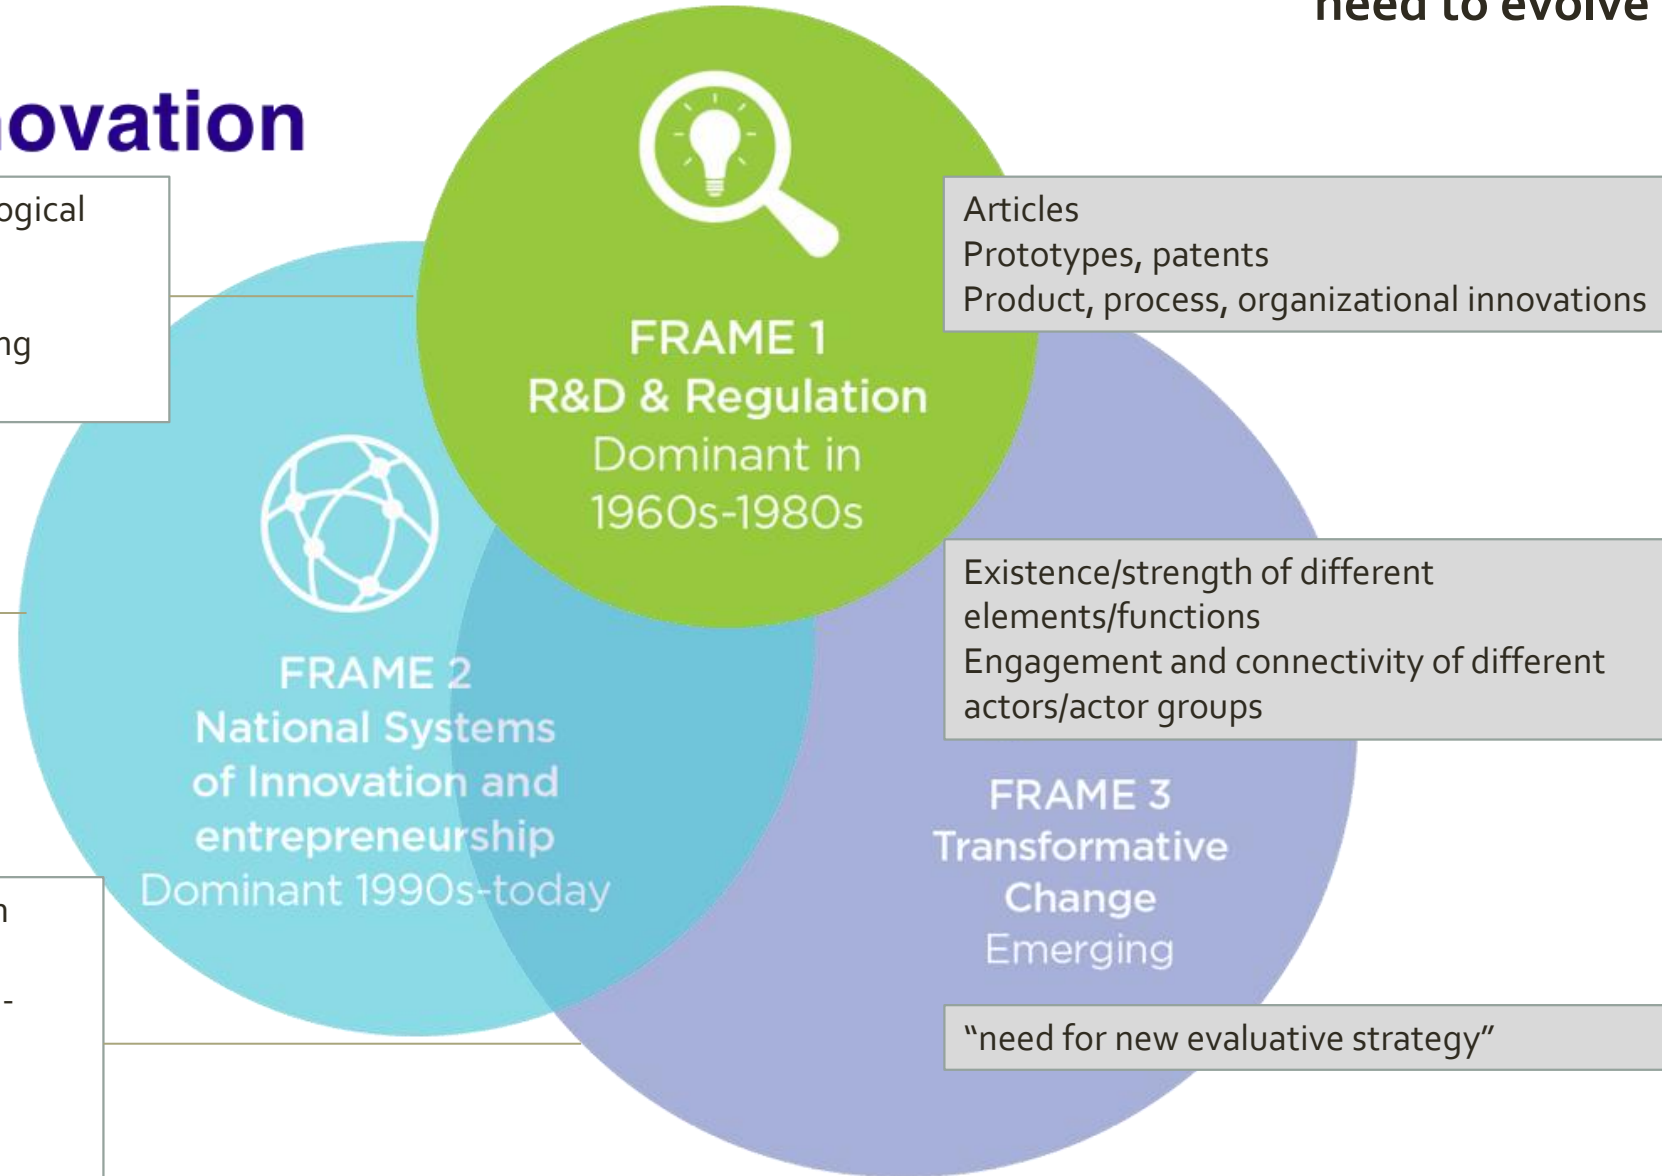 need to evolve
ovation
ogical
ng
Articles
Prototypes, patents
Product, process, organizational innovations
FRAME 1
R&D & Regulation
Dominant in
1960s-1980s
Existence/strength of different
elements/functions
Engagement and connectivity of different
actors/actor groups
FRAME 2
National Systems
of Innovation and
entrepreneurship
Dominant 1990s-today
FRAME 3
Transformative
Change
Emerging
n
-
“need for new evaluative strategy”